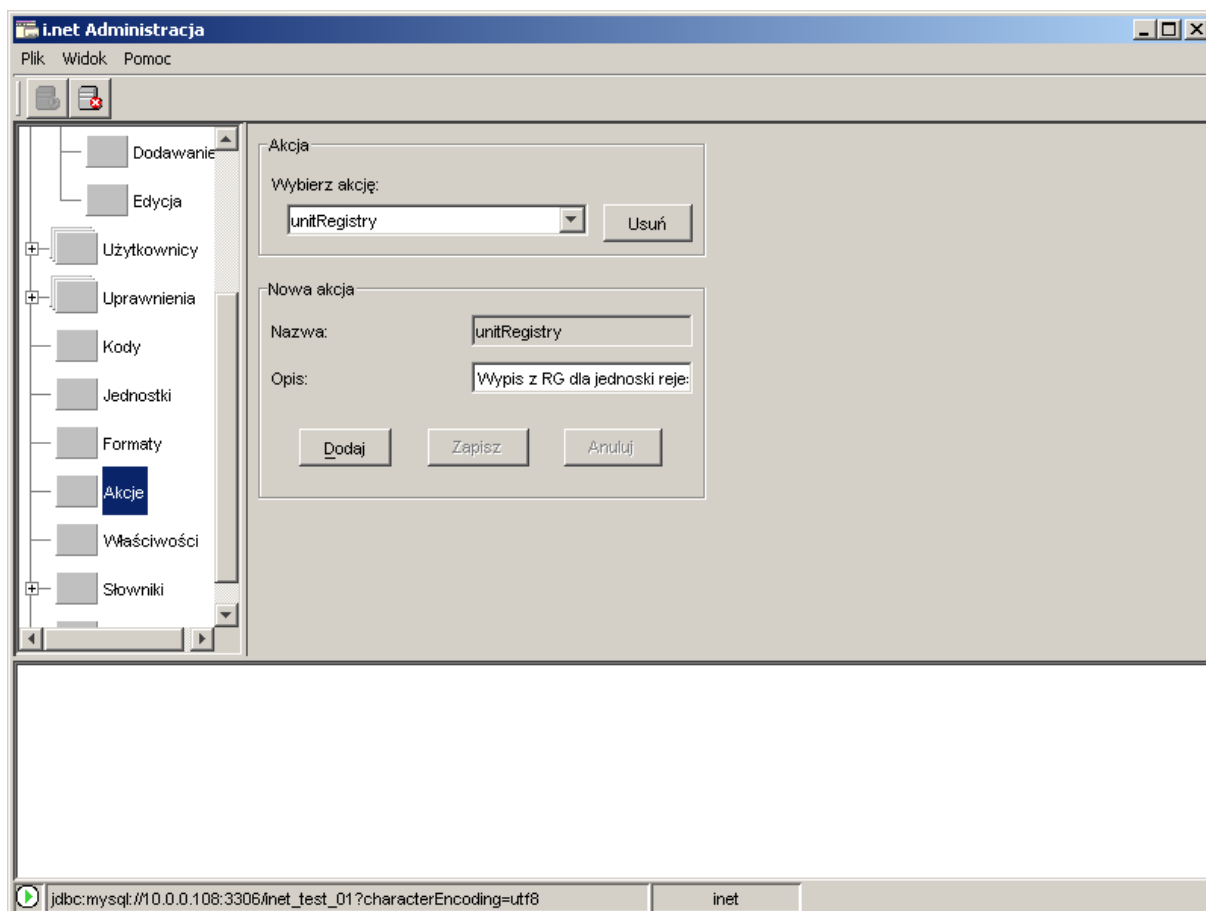 i.net Administracja
Plik Widok Pomoc
Dodawanie
Edycja
Użytkownicy
Uprawnienia
Kody
Jednostki
Formaty
Akcje
Właściwości
Słowniki
Akcja
Wybierz akcję:
unitRegistry
Usuń
Nowa akcja
Nazwa:
unitRegistry
Opis:
Wypis z RG dla jednoski reje
Dodaj
Zapisz
Anuluj
jdbc:mysql://10.0.0.108:3306/inet_test_01?characterEncoding=utf8
inet